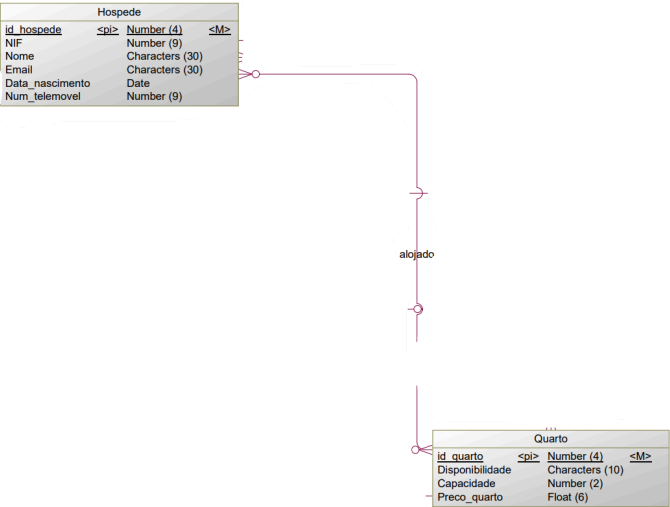 Hospede
id_hospede <pi> Number (4) <M>
NIF Number (9)
Nome Characters (30)
Email Characters (30)
Data_nascimento Date
Num_telemovel Number (9)
alojado
Quarto
id_quarto <pi> Number (4) <M>
Disponibilidade Characters (10)
Capacidade Number (2)
Preco_quarto Float (6)